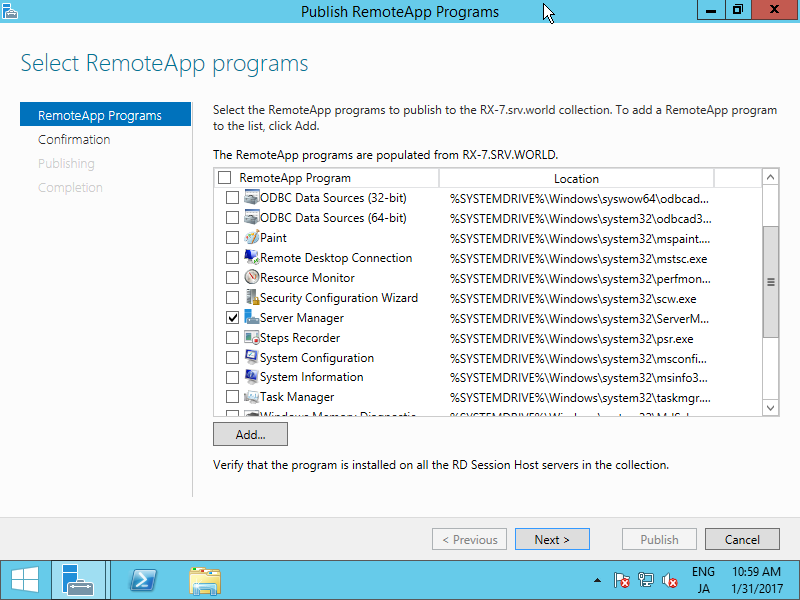 Publish RemoteApp Programs
Select RemoteApp programs
RemoteApp Programs
Confirmation
Publishing
Completion
Select the RemoteApp programs to publish to the RX-7.srv.world collection. To add a RemoteApp program
to the list, click Add.
The RemoteApp programs are populated from RX-7.SRV.WORLD.
RemoteApp Program Location
ODBC Data Sources (32-bit) %SYSTEMDRIVE%\Windows\syswow64\odbcad...
ODBC Data Sources (64-bit) %SYSTEMDRIVE%\Windows\system32\odbcad3...
Paint %SYSTEMDRIVE%\Windows\system32\mspaint....
Remote Desktop Connection %SYSTEMDRIVE%\Windows\system32\mstsc.exe
Resource Monitor %SYSTEMDRIVE%\Windows\system32\perfmon...
Security Configuration Wizard %SYSTEMDRIVE%\Windows\system32\scw.exe
Server Manager %SYSTEMDRIVE%\Windows\system32\ServerM...
Steps Recorder %SYSTEMDRIVE%\Windows\system32\psr.exe
System Configuration %SYSTEMDRIVE%\Windows\system32\msconfi...
System Information %SYSTEMDRIVE%\Windows\system32\msinfo3...
Task Manager %SYSTEMDRIVE%\Windows\system32\taskmgr....
Windows Memory Diagnostic %SYSTEMDRIVE%\Windows\system32\MdSch...
Add...
Verify that the program is installed on all the RD Session Host servers in the collection.
< Previous Next > Publish Cancel
ENG 10:59 AM
JA 1/31/2017